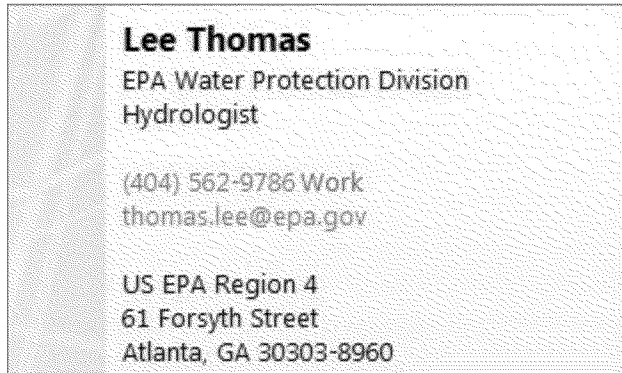 Lee Thomas
EPA Water Protection Division
Hydrologist
(404) 562-9786 Work
thomas.lee@epa.gov
US EPA Region 4
61 Forsyth Street
Atlanta, GA 30303-8960